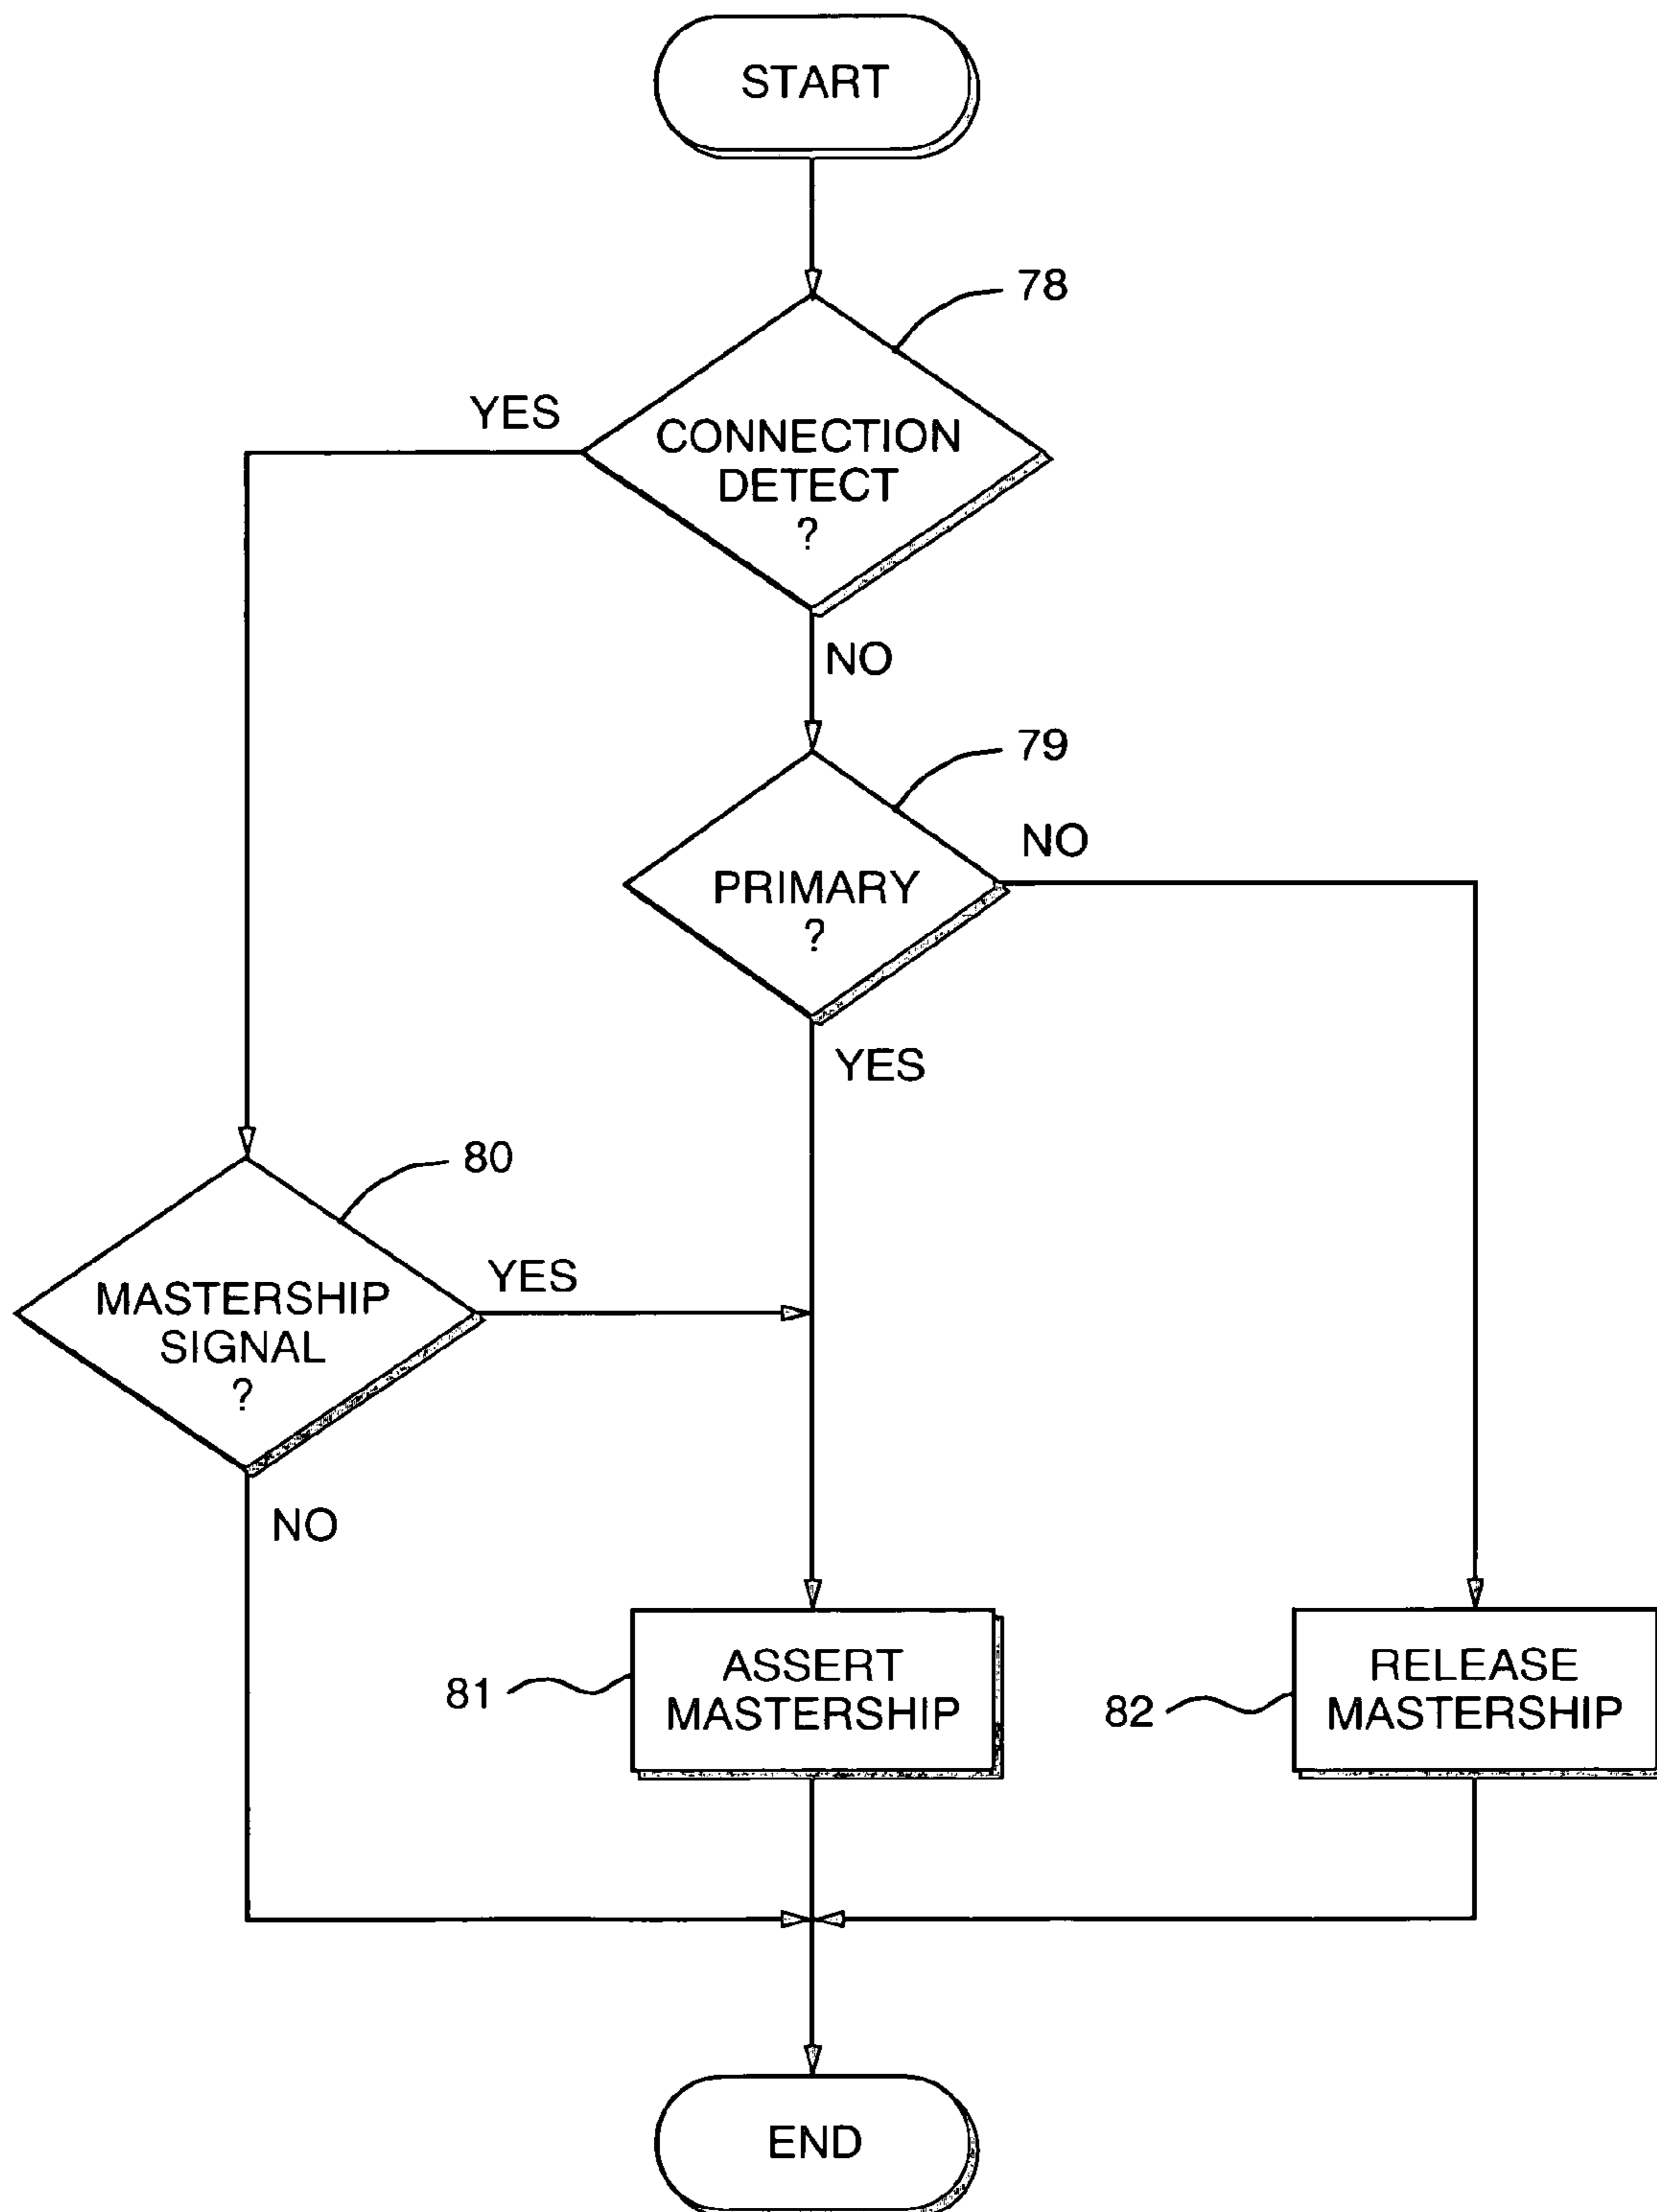 START
78
YES
CONNECTION
DETECT
?
NO
79
NO
PRIMARY
?
YES
80
YES
MASTERSHIP
SIGNAL
?
NO
81
ASSERT
MASTERSHIP
82
RELEASE
MASTERSHIP
END